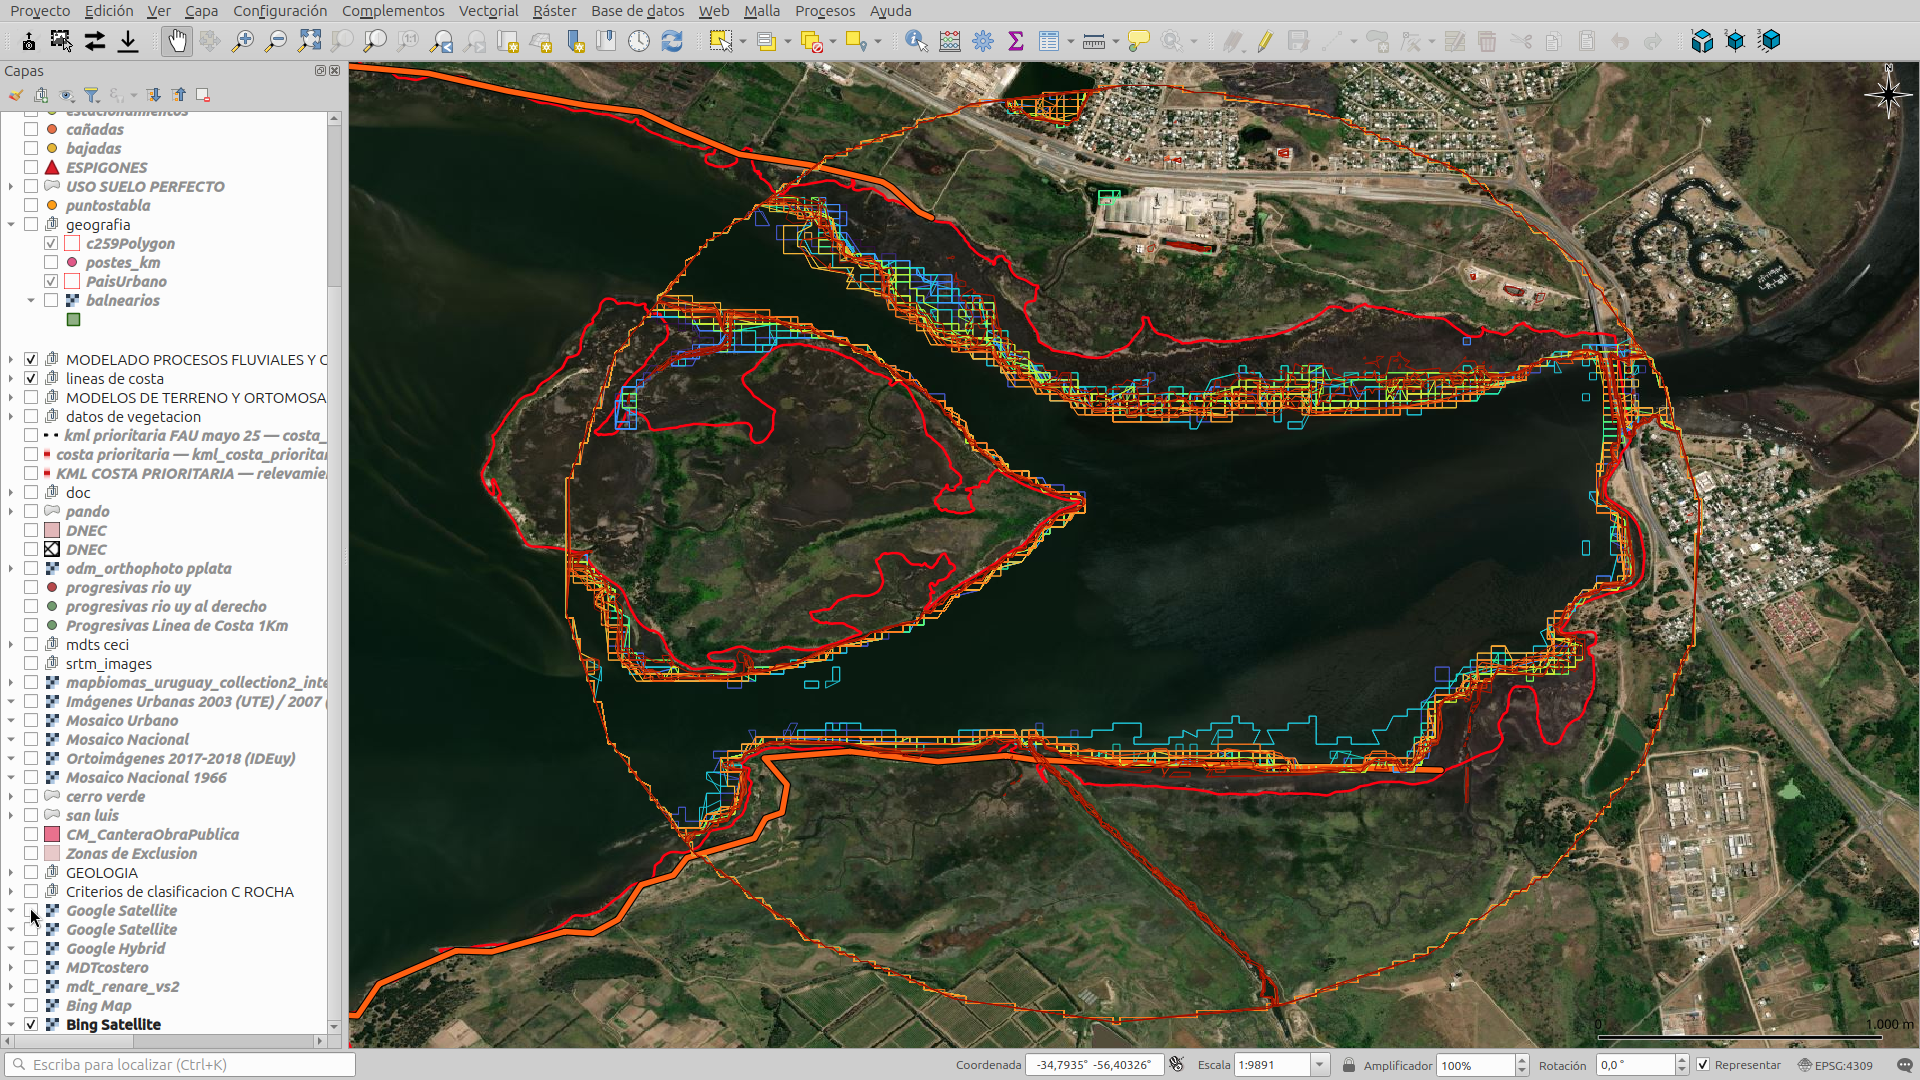 Proyecto Edición Ver Capa Configuración Complementos Vectorial Ráster Base de datos Web Malla Procesos Ayuda
Capas
estacionamientos
cañadas
bajadas
ESPIGONES
USO SUELO PERFECTO
puntostabla
geografia
c259Polygon
postes_km
PaisUrbano
balnearios
MODELADO PROCESOS FLUVIALES Y C
lineas de costa
MODELOS DE TERRENO Y ORTOMOSA
datos de vegetacion
kml prioritaria FAU mayo 25 — costa_
costa prioritaria — kml_costa_prioritar
KML COSTA PRIORITARIA — relevamie
doc
pando
DNEC
DNEC
odm_orthophoto pplata
progresivas rio uy
progresivas rio uy al derecho
Progresivas Linea de Costa 1Km
mdts ceci
srtm_images
mapbiomas_uruguay_collection2_inte
Imágenes Urbanas 2003 (UTE) / 2007 (
Mosaico Urbano
Mosaico Nacional
Ortoimágenes 2017-2018 (IDEuy)
Mosaico Nacional 1966
cerro verde
san luis
CM_CanteraObraPublica
Zonas de Exclusion
GEOLOGIA
Criterios de clasificacion C ROCHA
Google Satellite
Google Satellite
Google Hybrid
MDTcostero
mdt_renare_vs2
Bing Map
Bing Satellite
N
0 1.000 m
Escriba para localizar (Ctrl+K)
Coordenada -34,7935° -56,40326° Escala 1:9891 Amplificador 100% Rotación 0,0 ° Representar EPSG:4309